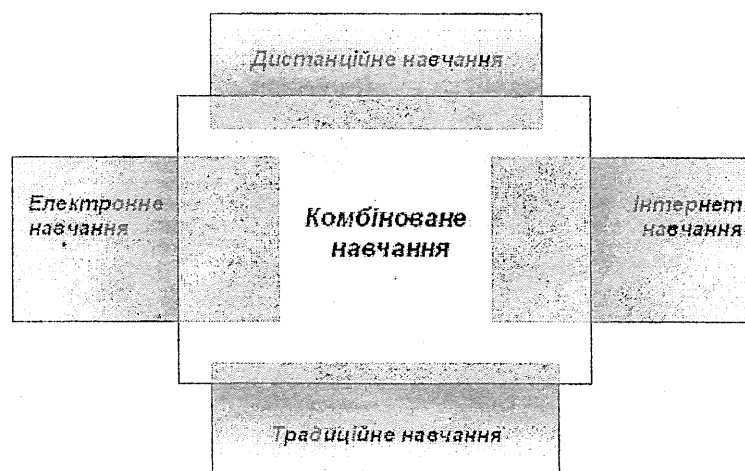 Дистанційне навчання
Електронне
навчання
Комбіноване
навчання
Інтернет
навчання
Традиційне навчання